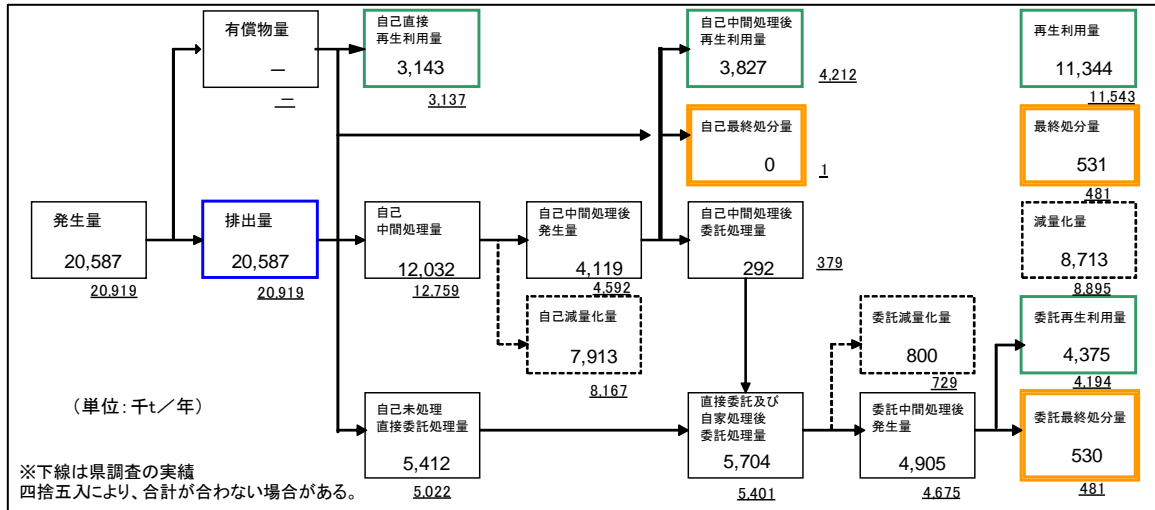 有償物量
―
二
自己直接
再生利用量
3,143
3,137
自己中間処理後
再生利用量
3,827
4,212
再生利用量
11,344
11,543
自己最終処分量
0
1
最終処分量
531
481
発生量
20,587
20,919
排出量
20,587
20,919
自己
中間処理量
12,032
12,759
自己中間処理後
発生量
4,119
4,592
自己中間処理後
委託処理量
292
379
減量化量
8,713
8,895
自己減量化量
7,913
8,167
委託減量化量
800
729
委託再生利用量
4,375
4,194
(単位:千t/年)
自己未処理
直接委託処理量
5,412
5,022
直接委託及び
自家処理後
委託処理量
5,704
5,401
委託中間処理後
発生量
4,905
4,675
委託最終処分量
530
481
※下線は県調査の実績
四捨五入により、合計が合わない場合がある。